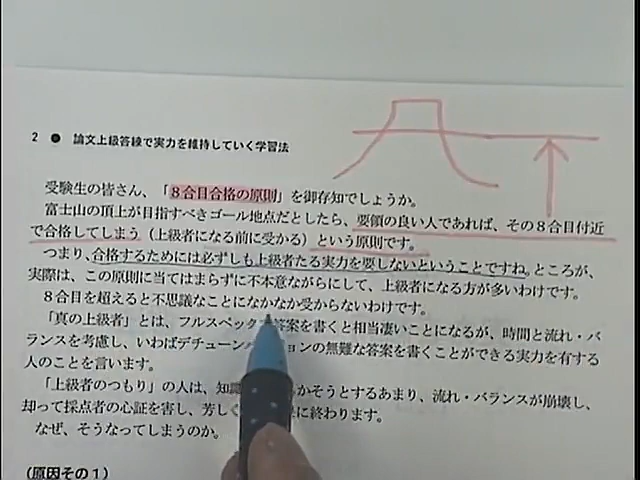 2 ● 論文上級答練で実力を維持していく学習法
受験生の皆さん、「８合目合格の原則」を御存知でしょうか。
富士山の頂上が目指すべきゴール地点だとしたら、要領の良い人であれば、その８合目付近
で合格してしまう（上級者になる前に受かる）という原則です。
つまり、合格するためには必ずしも上級者たる実力を要しないということですね。ところが、
実際は、この原則に当てはまらずに不本意ながらにして、上級者になる方が多いわけです。
８合目を超えると不思議なことになかなか受からないわけです。
「真の上級者」とは、フルスペック 答案を書くと相当凄いことになるが、時間と流れ・バ
ランスを考慮し、いわばデチューン ョンの無難な答案を書くことができる実力を有する
人のことを言います。
「上級者のつもり」の人は、知識 かそうとするあまり、流れ・バランスが崩壊し、
却って採点者の心証を害し、芳しく に終わります。
なぜ、そうなってしまうのか。
（原因その１）